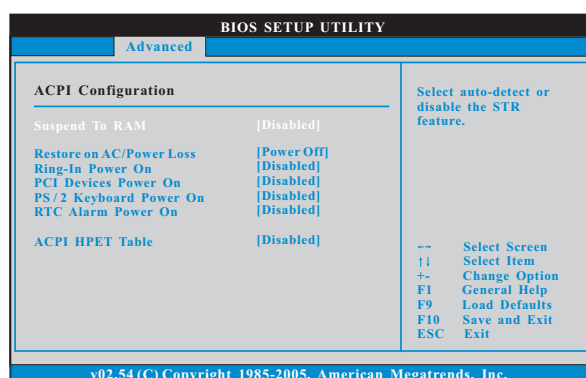 BIOS SETUP UTILITY
Advanced
ACPI Configuration
Suspend To RAM [Disabled]
Restore on AC/Power Loss [Power Off]
Ring-In Power On [Disabled]
PCI Devices Power On [Disabled]
PS/2 Keyboard Power On [Disabled]
RTC Alarm Power On [Disabled]
ACPI HPET Table [Disabled]
Select auto-detect or
disable the STR
feature.
←→ Select Screen
↑↓ Select Item
+- Change Option
F1 General Help
F9 Load Defaults
F10 Save and Exit
ESC Exit
v02.54 (C) Copyright 1985-2005, American Megatrends, Inc.